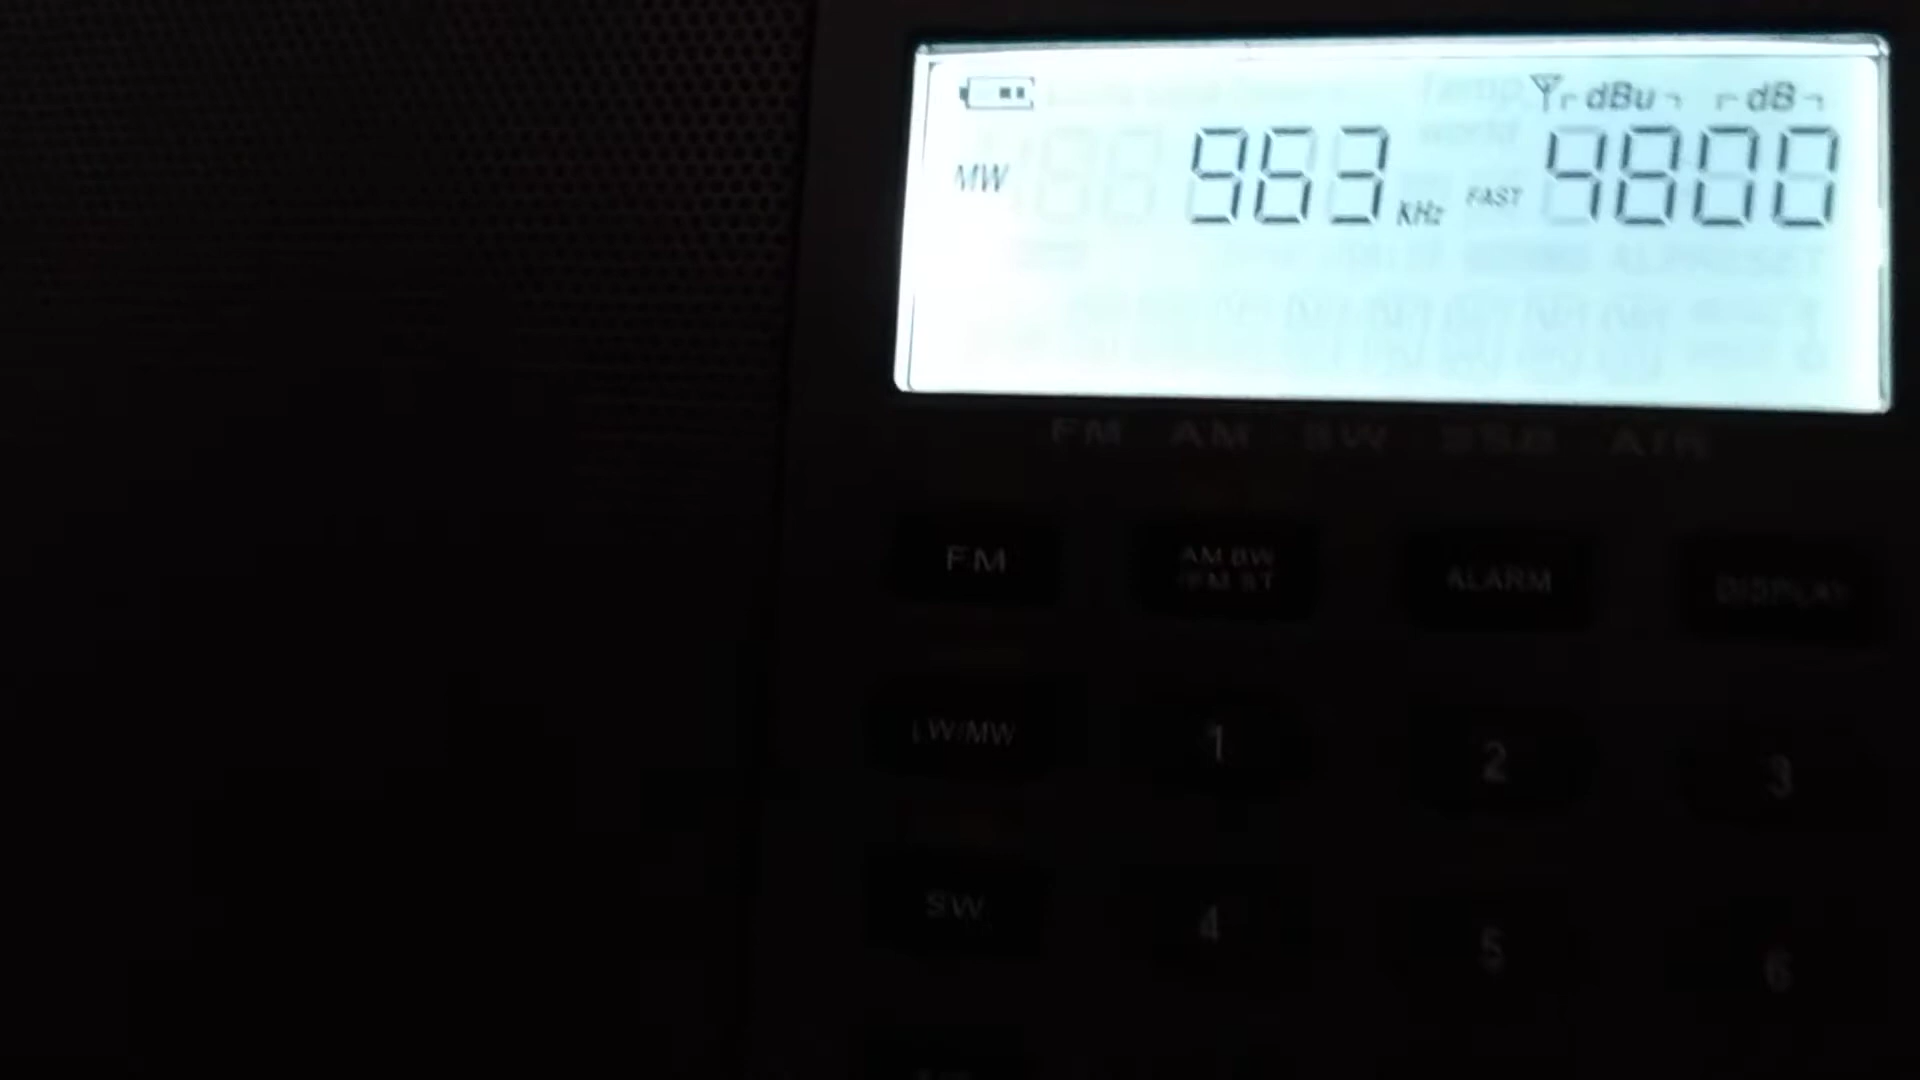 dBu dB
MW 963 KHz FAST 4800
FM AM SW SSB AIR
FM AM BW ALARM DISPLAY
/FM ST
LW/MW 1 2 3
SW 4 5 6